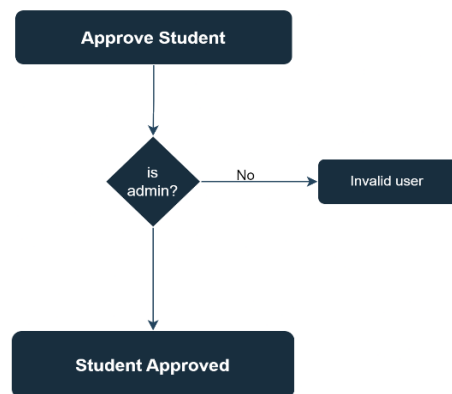 Approve Student
is
admin?
No
Invalid user
Student Approved